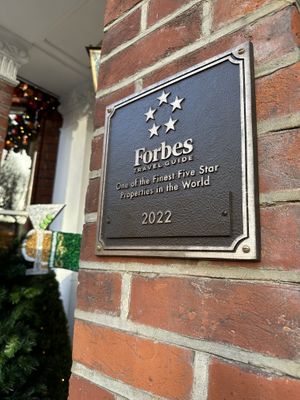 Forbes
TRAVEL GUIDE
One of the Finest Five Star
Properties in the World
2022